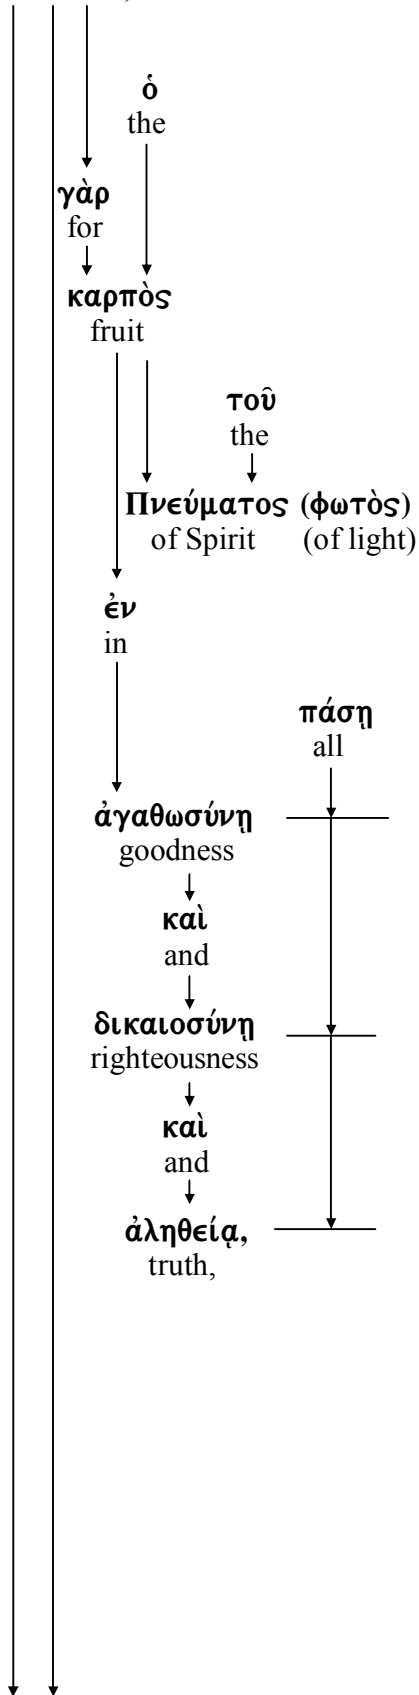 ὁ
the
γὰρ
for
καρπὸς
fruit
τοῦ
the
Πνεύματος (φωτὸς)
of Spirit (of light)
ἐν
in
πάσῃ
all
ἀγαθωσύνῃ
goodness
καὶ
and
δικαιοσύνῃ
righteousness
καὶ
and
ἀληθείᾳ,
truth,